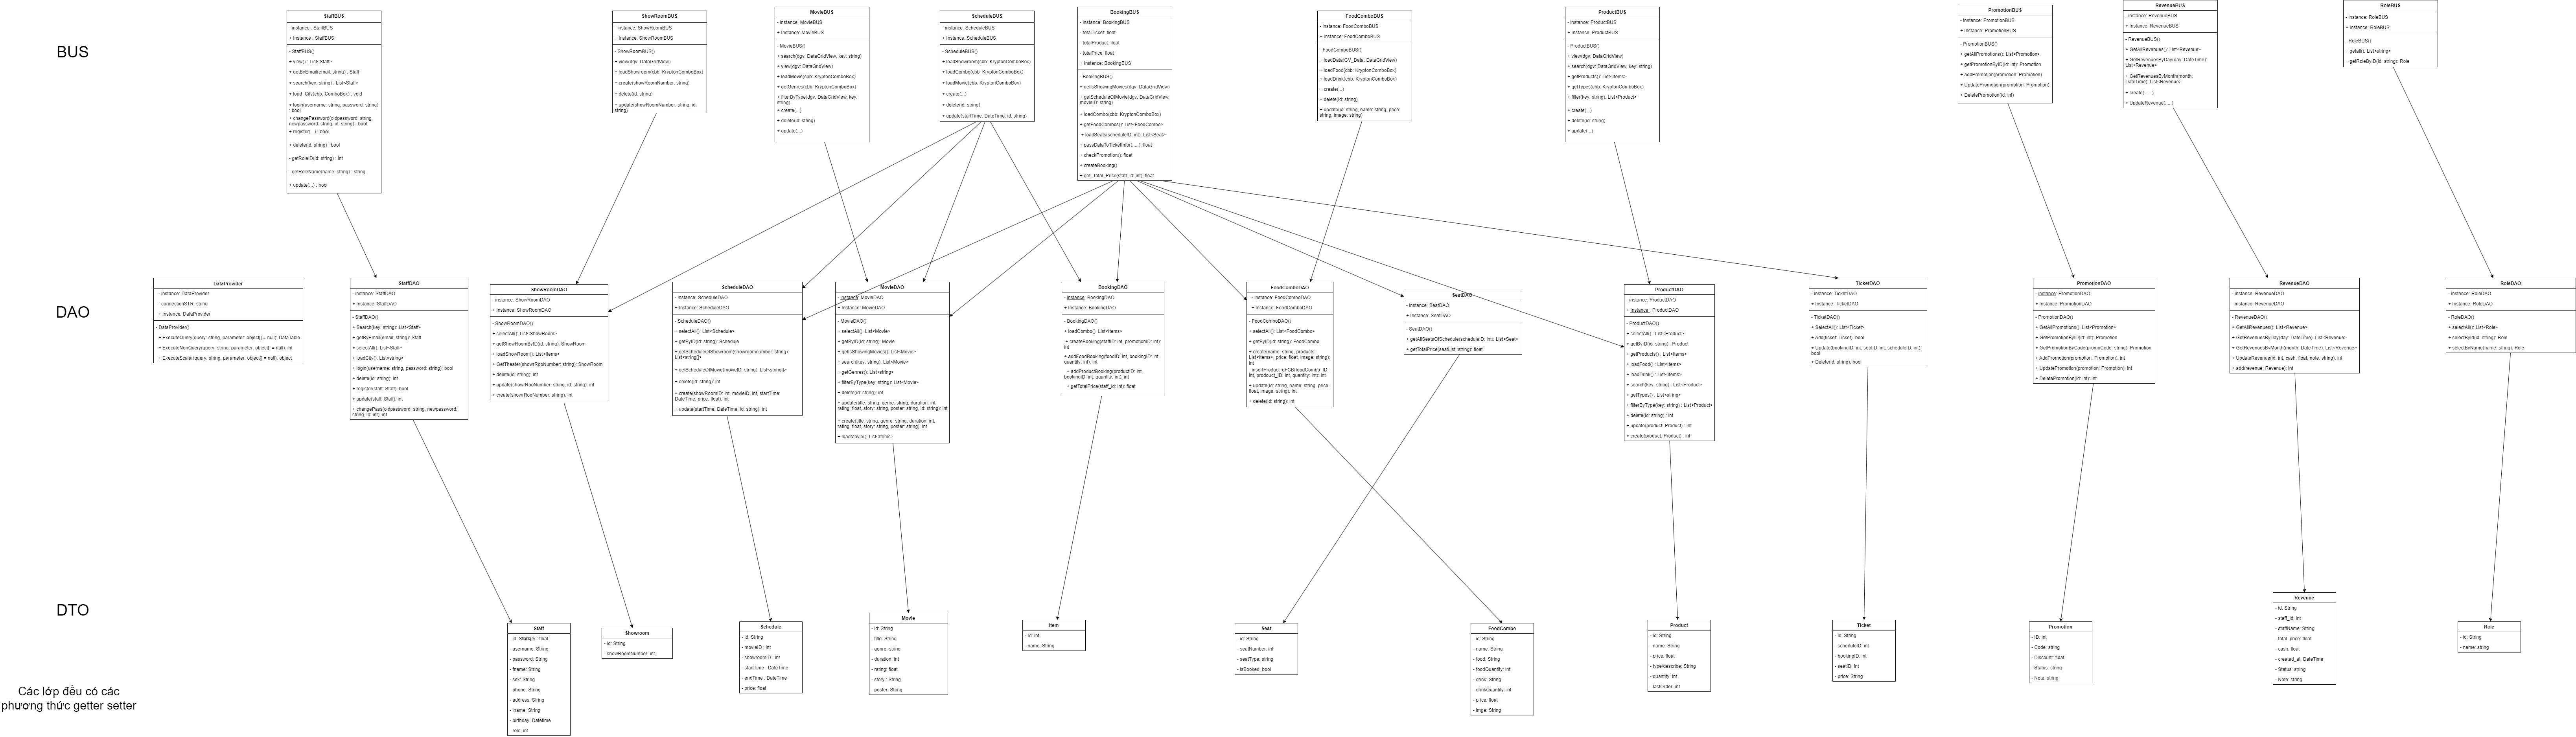 BUS
StaffBUS
- instance : StaffBUS
+ Instance : StaffBUS
- StaffBUS()
+ view() : List<Staff>
+ getByEmail(email: string) : Staff
+ search(key: string) : List<Staff>
+ load_City(cbb: ComboBox) : void
+ login(username: string, password: string)
: bool
+ changePassword(oldpassword: string,
newpassword: string, id: string) : bool
+ register(...) : bool
+ delete(id: string) : bool
- getRoleID(id: string) : int
- getRoleName(name: string) : string
+ update(...) : bool
ShowRoomBUS
- instance: ShowRoomBUS
+ Instance: ShowRoomBUS
- ShowRoomBUS()
+ view(dgv: DataGridView)
+ loadShowroom(cbb: KryptonComboBox)
+ create(showRoomNumber: string)
+ delete(id: string)
+ update(showRoomNumber: string, id:
string)
MovieBUS
- instance: MovieBUS
+ Instance: MovieBUS
- MovieBUS()
+ search(dgv: DataGridView, key: string)
+ view(dgv: DataGridView)
+ loadMovie(cbb: KryptonComboBox)
+ getGenres(cbb: KryptonComboBox)
+ filterByType(dgv: DataGridView, key:
string)
+ create(...)
+ delete(id: string)
+ update(...)
ScheduleBUS
- instance: ScheduleBUS
+ Instance: ScheduleBUS
- ScheduleBUS()
+ loadShowroom(cbb: KryptonComboBox)
+ loadCombo(cbb: KryptonComboBox)
+ loadMovie(cbb: KryptonComboBox)
+ create(...)
+ delete(id: string)
+ update(startTime: DateTime, id: string)
BookingBUS
- instance: BookingBUS
- totalTicket: float
- totalProduct: float
- totalPrice: float
+ Instance: BookingBUS
- BookingBUS()
+ getIsShowingMovies(dgv: DataGridView)
+ getScheduleOfMovie(dgv: DataGridView,
movieID: string)
+ loadCombo(cbb: KryptonComboBox)
+ getFoodCombos(): List<FoodCombo>
+ loadSeats(scheduleID: int): List<Seat>
+ passDataToTicketInfor(.....): float
+ checkPromotion(): float
+ createBooking()
+ get_Total_Price(staff_id: int): float
FoodComboBUS
- instance: FoodComboBUS
+ Instance: FoodComboBUS
- FoodComboBUS()
+ loadData(GV_Data: DataGridView)
+ loadFood(cbb: KryptonComboBox)
+ loadDrink(cbb: KryptonComboBox)
+ create(...)
+ delete(id: string)
+ update(id: string, name: string, price:
string, image: string)
ProductBUS
- instance: ProductBUS
+ Instance: ProductBUS
- ProductBUS()
+ view(dgv: DataGridView)
+ search(dgv: DataGridView, key: string)
+ getProducts(): List<Items>
+ getTypes(cbb: KryptonComboBox)
+ filter(key: string): List<Product>
+ create(...)
+ delete(id: string)
+ update(...)
PromotionBUS
- instance: PromotionBUS
+ Instance: PromotionBUS
- PromotionBUS()
+ getAllPromotions(): List<Promotion>
+ getPromotionByID(id: int): Promotion
+ addPromotion(promotion: Promotion)
+ UpdatePromotion(promotion: Promotion)
+ DeletePromotion(id: int)
RevenueBUS
- instance: RevenueBUS
+ Instance: RevenueBUS
- RevenueBUS()
+ GetAllRevenues(): List<Revenue>
+ GetRevenuesByDay(day: DateTime):
List<Revenue>
+ GetRevenuesByMonth(month:
DateTime): List<Revenue>
+ create(......)
+ UpdateRevenue(.....)
RoleBUS
- instance: RoleBUS
+ Instance: RoleBUS
- RoleBUS()
+ getall(): List<string>
+ getRoleByID(id: string): Role
DAO
DataProvider
- instance: DataProvider
- connectionSTR: string
+ Instance: DataProvider
- DataProvider()
+ ExecuteQuery(query: string, parameter: object[] = null): DataTable
+ ExecuteNonQuery(query: string, parameter: object[] = null): int
+ ExecuteScalar(query: string, parameter: object[] = null): object
StaffDAO
- instance: StaffDAO
+ Instance: StaffDAO
- StaffDAO()
+ Search(key: string): List<Staff>
+ getByEmail(email: string): Staff
+ selectAll(): List<Staff>
+ loadCity(): List<string>
+ login(username: string, password: string): bool
+ delete(id: string): int
+ register(staff: Staff): bool
+ update(staff: Staff): int
+ changePass(oldpassword: string, newpassword:
string, id: int): int
ShowRoomDAO
- instance: ShowRoomDAO
+ Instance: ShowRoomDAO
- ShowRoomDAO()
+ selectAll(): List<ShowRoom>
+ getShowRoomByID(id: string): ShowRoom
+ loadShowRoom(): List<Items>
+ GetTheater(showRooNumber: string): ShowRoom
+ delete(id: string): int
+ update(showRooNumber: string, id: string): int
+ create(showRooNumber: string): int
ScheduleDAO
- instance: ScheduleDAO
+ Instance: ScheduleDAO
- ScheduleDAO()
+ selectAll(): List<Schedule>
+ getByID(id: string): Schedule
+ getScheduleOfShowroom(showroomnumber: string):
List<string[]>
+ getScheduleOfMovie(movieID: string): List<string[]>
+ delete(id: string): int
+ create(showRoomID: int, movieID: int, startTime:
DateTime, price: float): int
+ update(startTime: DateTime, id: string): int
MovieDAO
- instance: MovieDAO
+ Instance: MovieDAO
- MovieDAO()
+ selectAll(): List<Movie>
+ getByID(id: string): Movie
+ getIsShowingMovies(): List<Movie>
+ search(key: string): List<Movie>
+ getGenres(): List<string>
+ filterByType(key: string): List<Movie>
+ delete(id: string): int
+ update(title: string, genre: string, duration: int,
rating: float, story: string, poster: string, id: string): int
+ create(title: string, genre: string, duration: int,
rating: float, story: string, poster: string): int
+ loadMovie(): List<Items>
BookingDAO
- instance: BookingDAO
+ Instance: BookingDAO
- BookingDAO()
+ loadCombo(): List<Items>
+ createBooking(staffID: int, promotionID: int):
int
+ addFoodBooking(foodID: int, bookingID: int,
quantity: int): int
+ addProductBooking(productID: int,
bookingID: int, quantity: int): int
+ getTotalPrice(staff_id: int): float
FoodComboDAO
- instance: FoodComboDAO
+ Instance: FoodComboDAO
- FoodComboDAO()
+ selectAll(): List<FoodCombo>
+ getByID(id: string): FoodCombo
+ create(name: string, products:
List<Items>, price: float, image: string):
int
- insertProductToFCB(foodCombo_ID:
int, prodouct_ID: int, quantity: int): int
+ update(id: string, name: string, price:
float, image: string): int
+ delete(id: string): int
SeatDAO
- instance: SeatDAO
+ Instance: SeatDAO
- SeatDAO()
+ getAllSeatsOfSchedule(scheduleID: int): List<Seat>
+ getTotalPrice(seatList: string): float
ProductDAO
- instance: ProductDAO
+ Instance: ProductDAO
- ProductDAO()
+ selectAll() : List<Product>
+ getByID(id: string) : Product
+ getProducts() : List<Items>
+ loadFood() : List<Items>
+ loadDrink() : List<Items>
+ search(key: string) : List<Product>
+ getTypes() : List<string>
+ filterByType(key: string) : List<Product>
+ delete(id: string) : int
+ update(product: Product) : int
+ create(product: Product) : int
TicketDAO
- instance: TicketDAO
+ Instance: TicketDAO
- TicketDAO()
+ SelectAll(): List<Ticket>
+ Add(ticket: Ticket): bool
+ Update(bookingID: int, seatID: int, scheduleID: int):
bool
+ Delete(id: string): bool
PromotionDAO
- instance: PromotionDAO
+ Instance: PromotionDAO
- PromotionDAO()
+ GetAllPromotions(): List<Promotion>
+ GetPromotionByID(id: int): Promotion
+ GetPromotionByCode(promoCode: string): Promotion
+ AddPromotion(promotion: Promotion): int
+ UpdatePromotion(promotion: Promotion): int
+ DeletePromotion(id: int): int
RevenueDAO
- instance: RevenueDAO
- instance: RevenueDAO
- RevenueDAO()
+ GetAllRevenues(): List<Revenue>
+ GetRevenuesByDay(day: DateTime): List<Revenue>
+ GetRevenuesByMonth(month: DateTime): List<Revenue>
+ UpdateRevenue(id: int, cash: float, note: string): int
+ add(revenue: Revenue): int
RoleDAO
- instance: RoleDAO
+ Instance: RoleDAO
- RoleDAO()
+ selectAll(): List<Role>
+ selectById(id: string): Role
+ selectByName(name: string): Role
DTO
Staff
- id: String
- username: String
- password: String
- fname: String
- sex: String
- phone: String
- address: String
- lname: String
- birthday: Datetime
- role: int
Showroom
- id: String
- showRoomNumber: int
Schedule
- id: String
- movieID : int
- showroomID : int
- startTime : DateTime
- endTime : DateTime
- price: float
Movie
- id: String
- title: String
- genre: string
- duration: int
- rating: float
- story : String
- poster: String
Item
- id: int
- name: String
Seat
- id: String
- seatNumber: int
- seatType: string
- isBooked: bool
FoodCombo
- id: String
- name: String
- food: String
- foodQuantity: int
- drink: String
- drinkQuantity: int
- price: float
- imge: String
Product
- id: String
- name: String
- price: float
- type/describe: String
- quantity: int
- lastOrder: int
Ticket
- id: String
- scheduleID: int
- bookingID: int
- seatID: int
- price: String
Promotion
- ID: int
- Code: string
- Discount: float
- Status: string
- Note: string
Revenue
- id: String
- staff_id: int
- staffName: String
- total_price: float
- cash: float
- created_at: DateTime
- Status: string
- Note: string
Role
- id: String
- name: string
Các lớp đều có các
phương thức getter setter